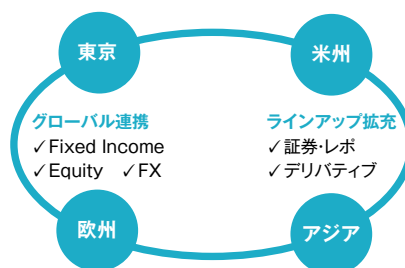 東京
米州
グローバル連携
✓Fixed Income
✓Equity ✓FX
ラインアップ拡充
✓証券・レポ
✓デリバティブ
欧州
アジア